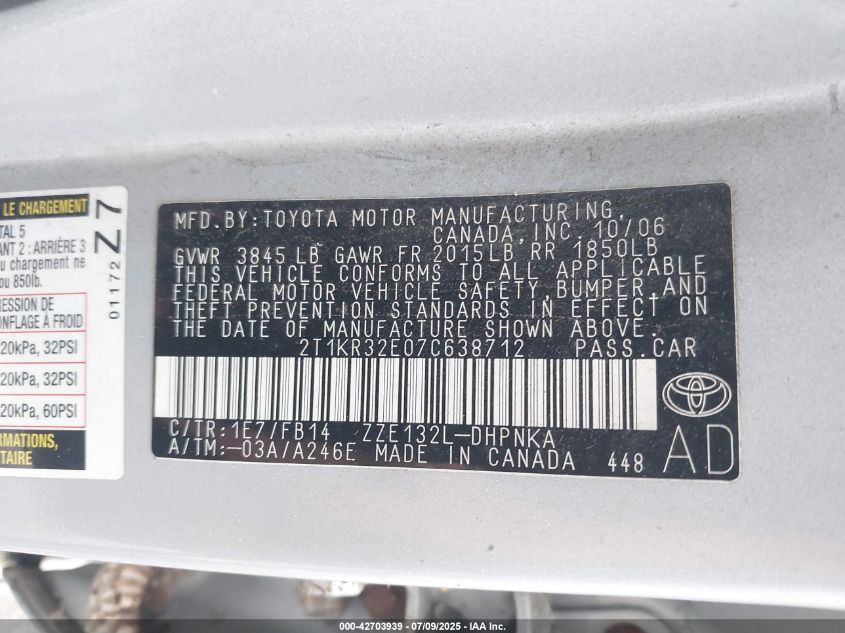 LE CHARGEMENT
TAL 5
ANT 2 : ARRIÈRE 3
u chargement ne
ou 850lb.
ESSION DE
ONFLAGE À FROID
20kPa, 32PSI
20kPa, 32PSI
20kPa, 60PSI
RMATIONS,
TAIRE
01172 Z7
MFD.BY:TOYOTA MOTOR MANUFACTURING,
CANADA,INC. 10/06
GVWR 3845 LB GAWR FR 2015LB RR 1850LB
THIS VEHICLE CONFORMS TO ALL APPLICABLE
FEDERAL MOTOR VEHICLE SAFETY,BUMPER,AND
THEFT PREVENTION STANDARDS IN EFFECT ON
THE DATE OF MANUFACTURE SHOWN ABOVE.
2T1KR32E07C638712 PASS.CAR
C/TR:1E7/FB14 ZZE132L-DHPNKA
A/TM:-03A/A246E MADE IN CANADA 448
AD
000-42703939 - 07/09/2025 - IAA Inc.